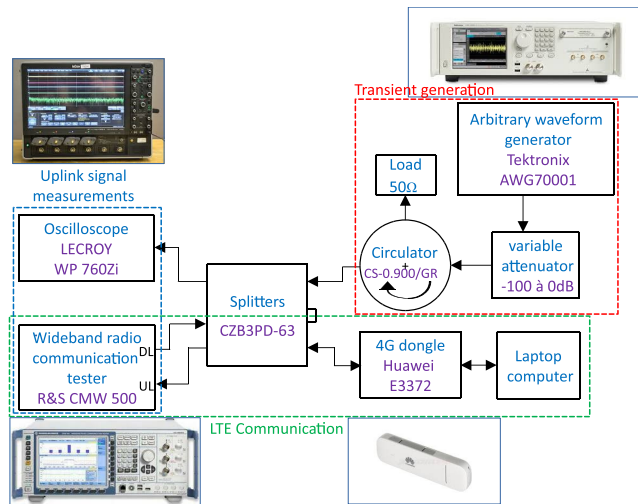 Transient generation
Arbitrary waveform
generator
Tektronix
AWG70001
Load
50Ω
Uplink signal
measurements
Oscilloscope
LECROY
WP 760Zi
Circulator
+
CS-0.900/GR
variable
attenuator
-100 à 0dB
Splitters
CZB3PD-63
Wideband radio
communication
tester
R&S CMW 500
DL
UL
4G dongle
Huawei
E3372
Laptop
computer
LTE Communication